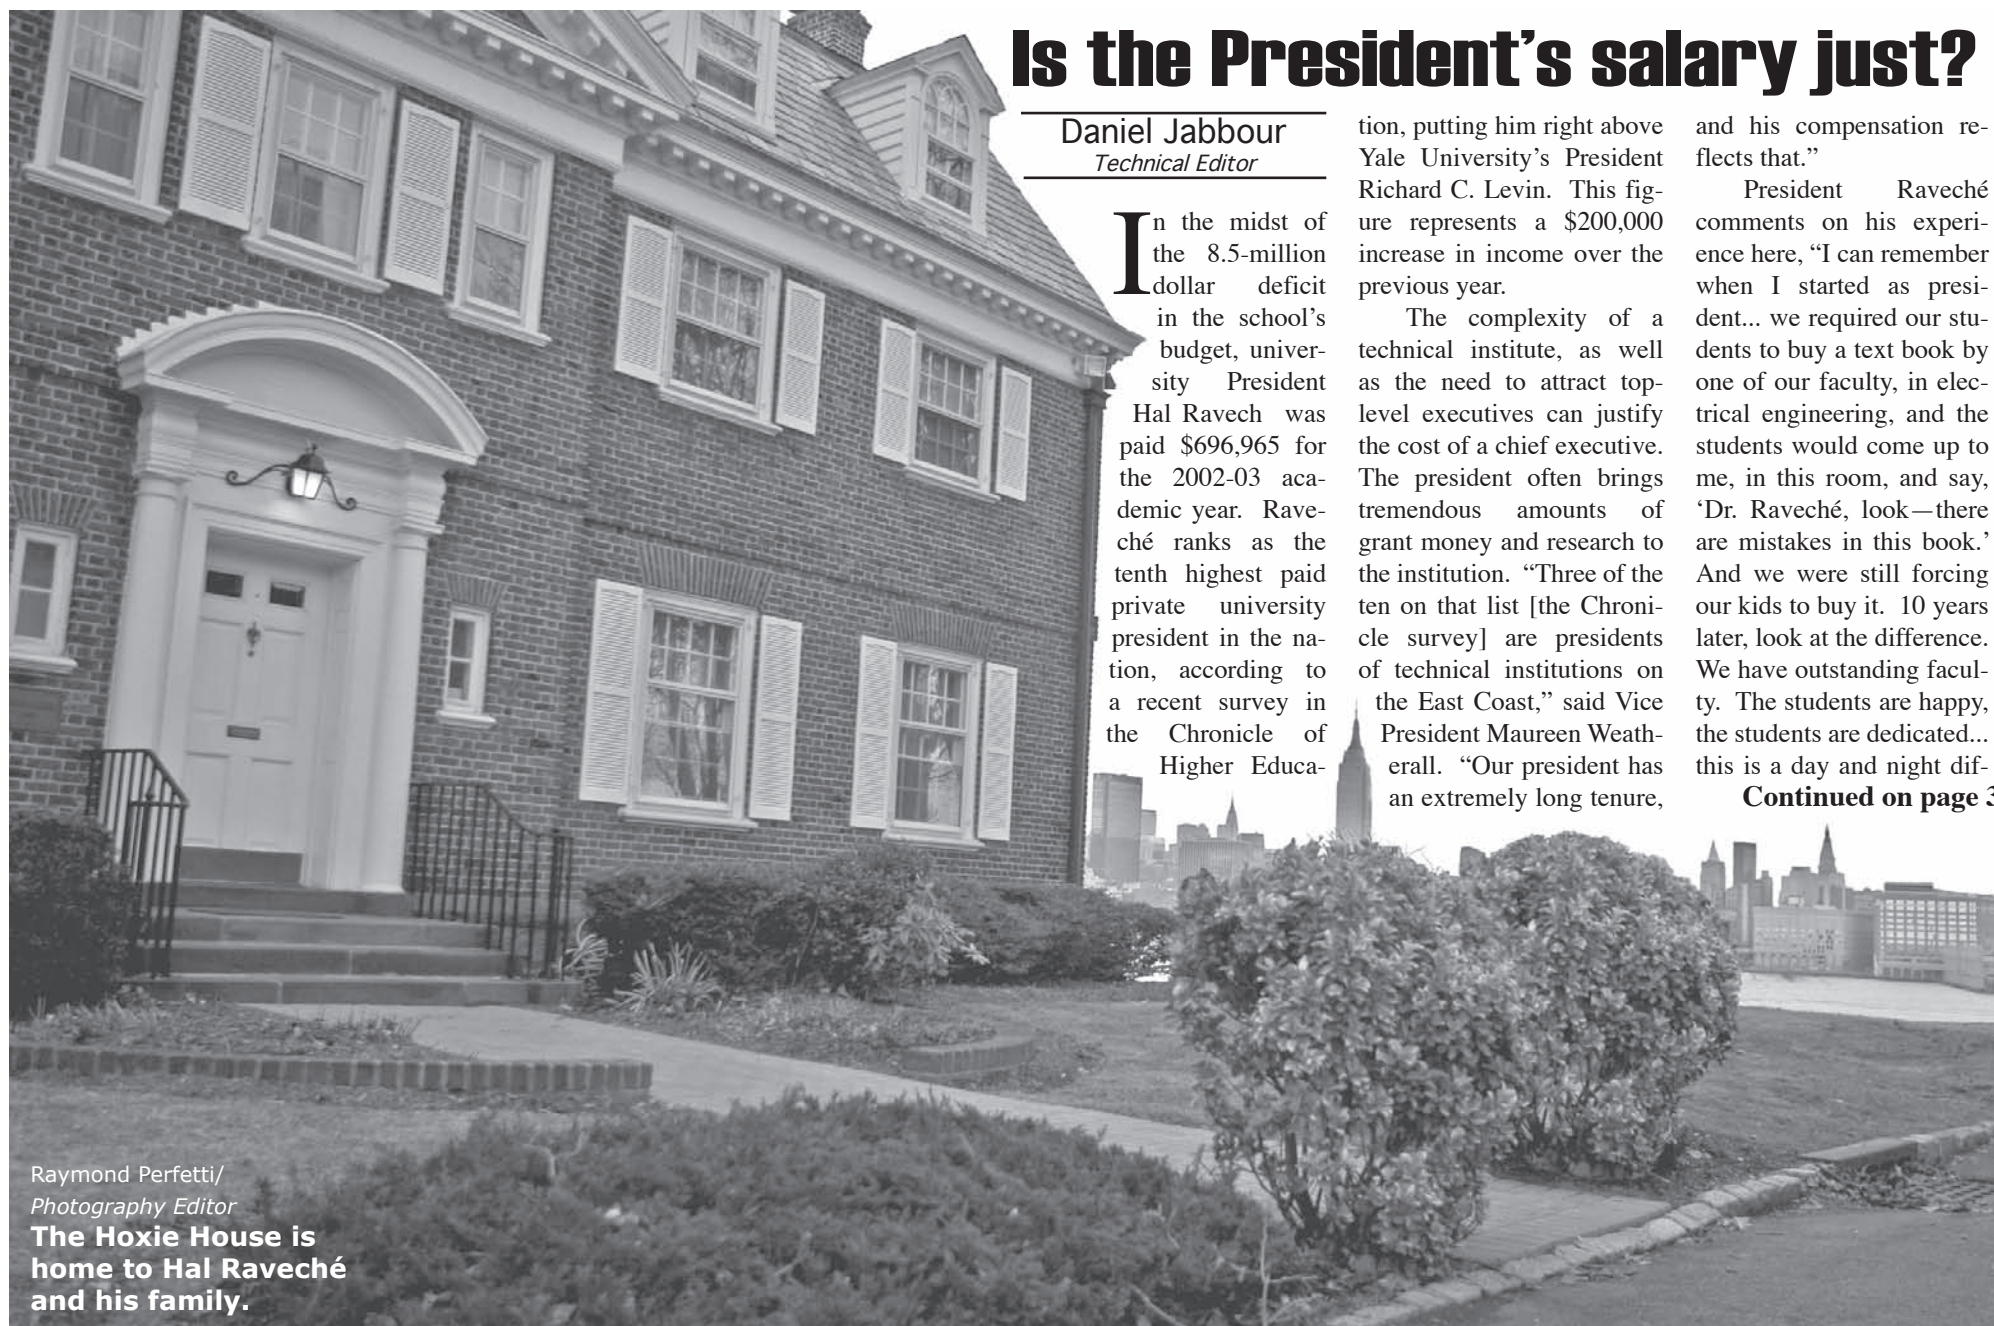 Is the President’s salary just?
Daniel Jabbour
Technical Editor
In the midst of
the 8.5-million
dollar deficit
in the school’s
budget, univer-
sity President
Hal Ravech was
paid $696,965 for
the 2002-03 aca-
demic year. Rave-
ché ranks as the
tenth highest paid
private university
president in the na-
tion, according to
a recent survey in
the Chronicle of
Higher Educa-
tion, putting him right above
Yale University’s President
Richard C. Levin. This fig-
ure represents a $200,000
increase in income over the
previous year.
The complexity of a
technical institute, as well
as the need to attract top-
level executives can justify
the cost of a chief executive.
The president often brings
tremendous amounts of
grant money and research to
the institution. “Three of the
ten on that list [the Chroni-
cle survey] are presidents
of technical institutions on
the East Coast,” said Vice
President Maureen Weath-
erall. “Our president has
an extremely long tenure,
and his compensation re-
flects that.”
President Raveché
comments on his experi-
ence here, “I can remember
when I started as presi-
dent... we required our stu-
dents to buy a text book by
one of our faculty, in elec-
trical engineering, and the
students would come up to
me, in this room, and say,
‘Dr. Raveché, look—there
are mistakes in this book.’
And we were still forcing
our kids to buy it. 10 years
later, look at the difference.
We have outstanding facul-
ty. The students are happy,
the students are dedicated...
this is a day and night dif-
Continued on page 3
Raymond Perfetti/
Photography Editor
The Hoxie House is
home to Hal Raveché
and his family.